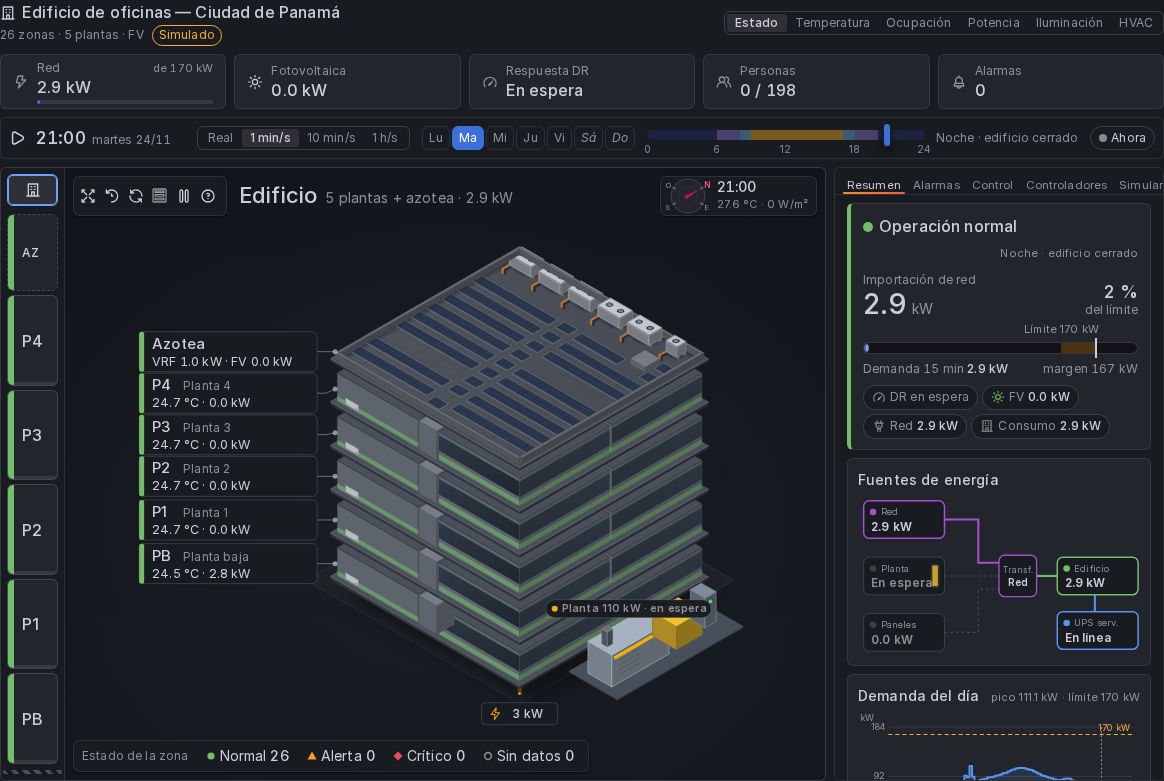 Edificio de oficinas — Ciudad de Panamá
26 zonas · 5 plantas · FV Simulado
Estado Temperatura Ocupación Potencia Iluminación HVAC
Red de 170 kW
2.9 kW
Fotovoltaica
0.0 kW
Respuesta DR
En espera
Personas
0 / 198
Alarmas
0
21:00 martes 24/11
Real 1 min/s 10 min/s 1 h/s
Lu Ma Mi Ju Vi Sá Do
0 6 12 18 24
Noche · edificio cerrado
Ahora
AZ
P4
P3
P2
P1
PB
Edificio 5 plantas + azotea · 2.9 kW
O N S E
21:00
27.6 °C · 0 W/m²
Azotea
VRF 1.0 kW · FV 0.0 kW
P4 Planta 4
24.7 °C · 0.0 kW
P3 Planta 3
24.7 °C · 0.0 kW
P2 Planta 2
24.7 °C · 0.0 kW
P1 Planta 1
24.7 °C · 0.0 kW
PB Planta baja
24.5 °C · 2.8 kW
Planta 110 kW · en espera
3 kW
Estado de la zona Normal 26 Alerta 0 Crítico 0 Sin datos 0
Resumen Alarmas Control Controladores Simular
Operación normal
Noche · edificio cerrado
Importación de red
2.9 kW
2 %
del límite
Límite 170 kW
Demanda 15 min 2.9 kW margen 167 kW
DR en espera FV 0.0 kW
Red 2.9 kW Consumo 2.9 kW
Fuentes de energía
Red
2.9 kW
Planta
En espera
Paneles
0.0 kW
Transf.
Red
Edificio
2.9 kW
UPS serv.
En línea
Demanda del día pico 111.1 kW · límite 170 kW
kW
184
170 kW
92